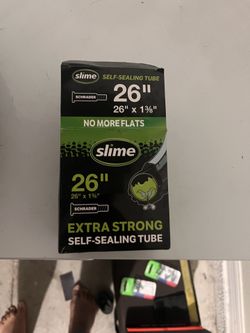 slime
SELF-SEALING TUBE
SCHRADER
26"
26" x 1⅜"
NO MORE FLATS
slime
26"
26" x 1⅜"
SCHRADER
EXTRA STRONG
SELF-SEALING TUBE